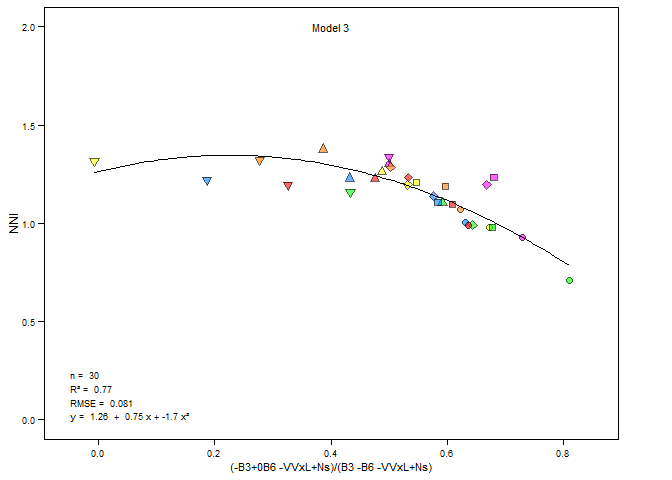 Model 3
2.0
1.5
1.0
0.5
0.0
NNI
n = 30
R² = 0.77
RMSE = 0.081
y = 1.26 + 0.75 x + -1.7 x²
0.0 0.2 0.4 0.6 0.8
(-B3+0B6 -VVxL+Ns)/(B3 -B6 -VVxL+Ns)